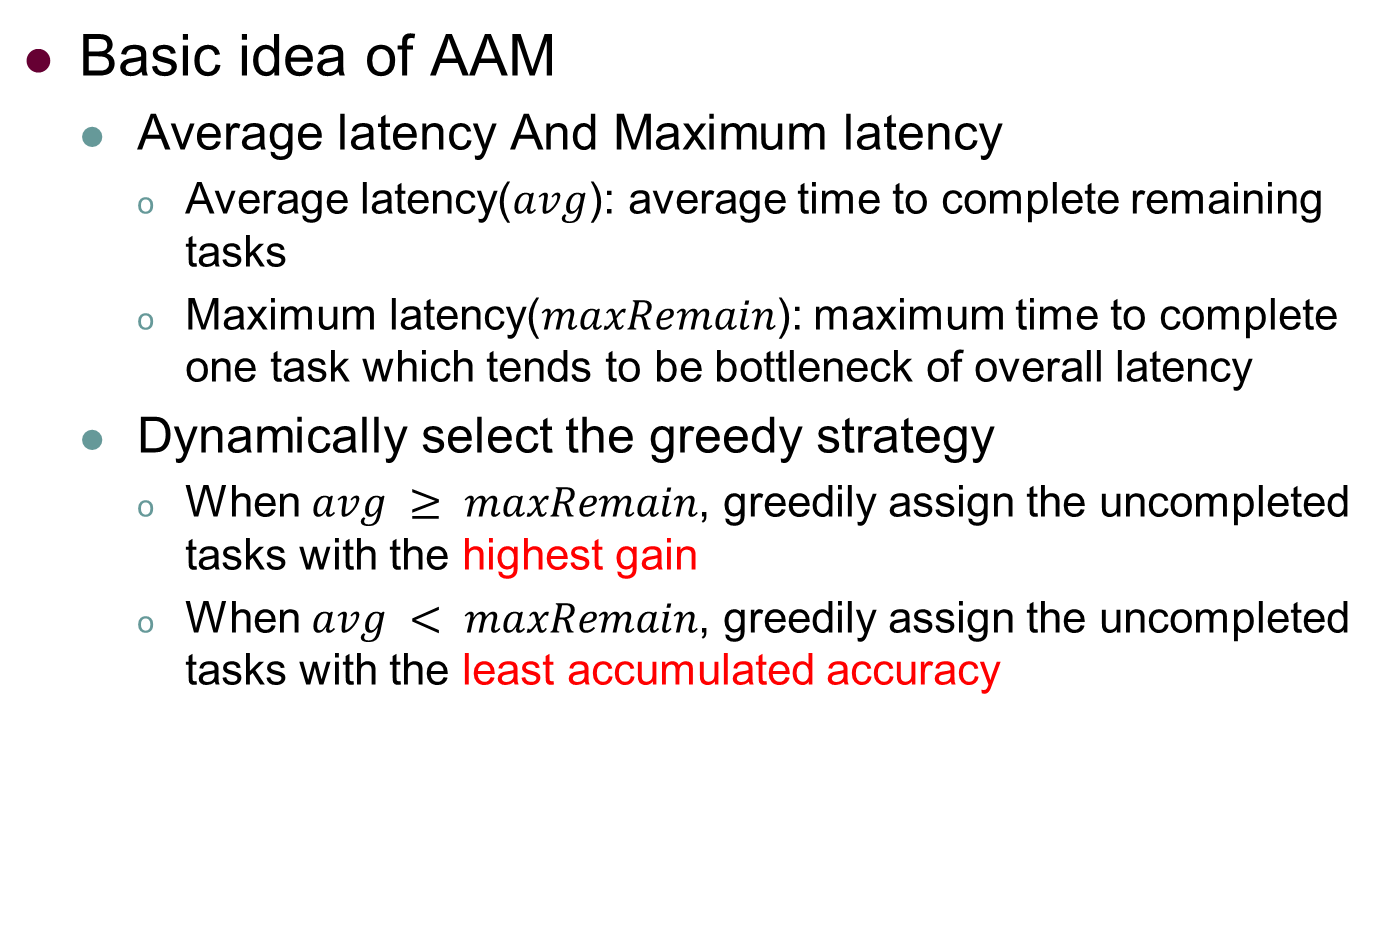 Basic idea of AAM
Average latency And Maximum latency
Average latency(avg): average time to complete remaining
tasks
Maximum latency(maxRemain): maximum time to complete
one task which tends to be bottleneck of overall latency
Dynamically select the greedy strategy
When avg ≥ maxRemain, greedily assign the uncompleted
tasks with the highest gain
When avg < maxRemain, greedily assign the uncompleted
tasks with the least accumulated accuracy